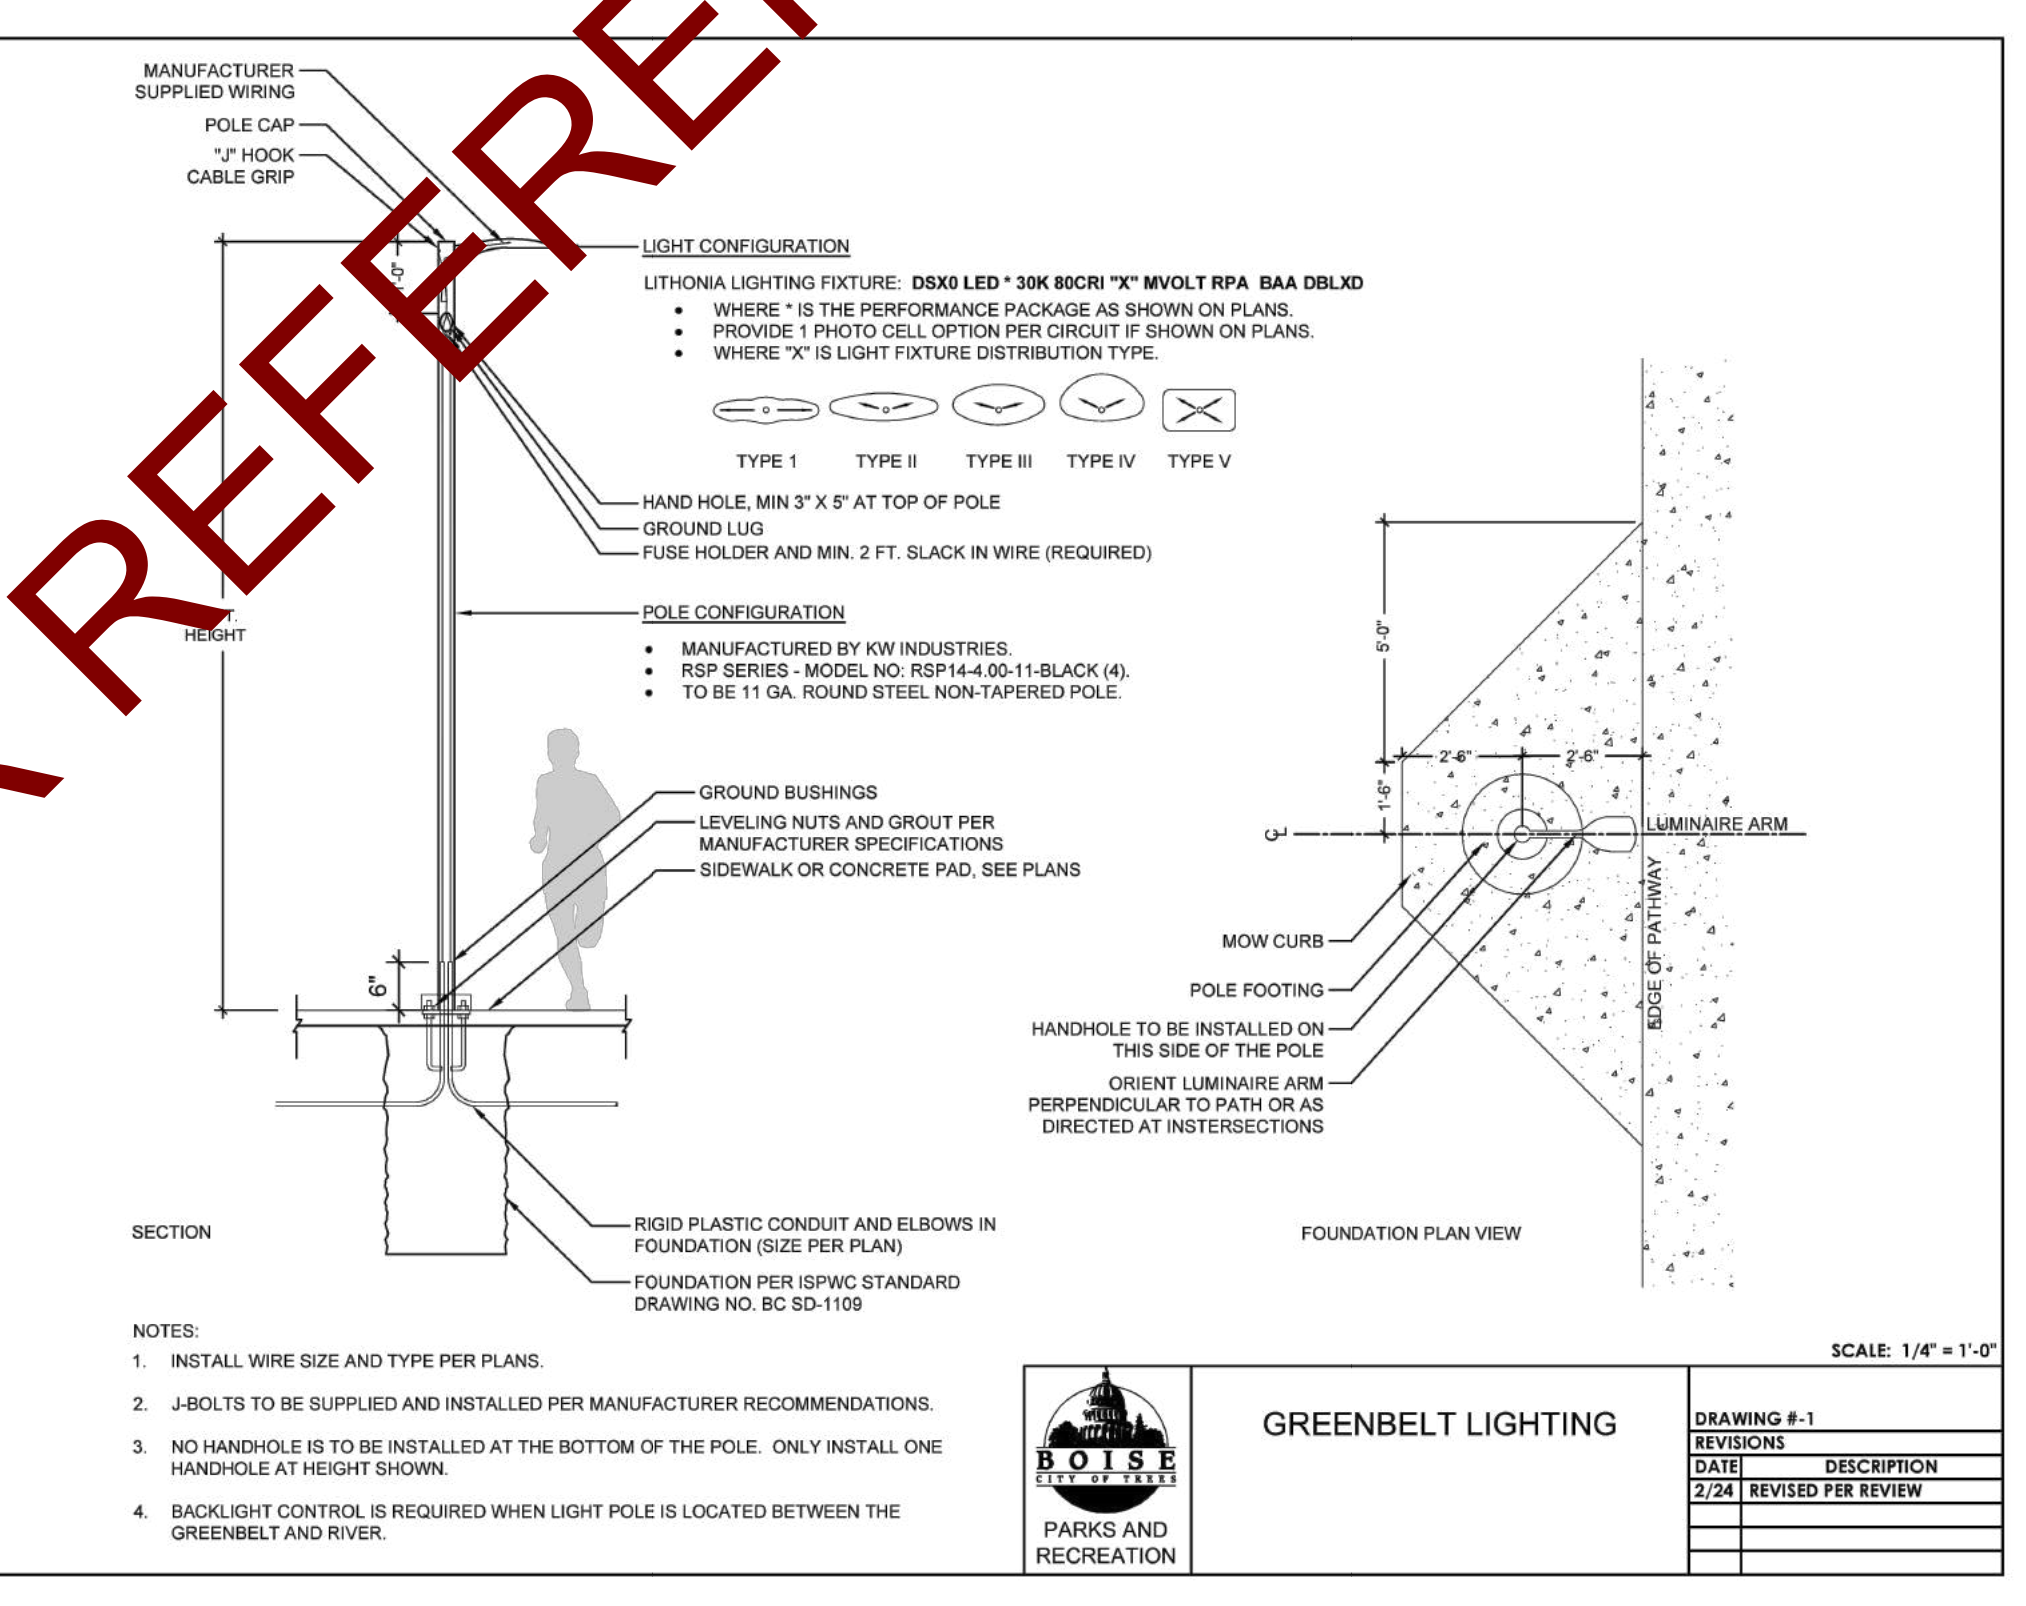 MANUFACTURER
SUPPLIED WIRING
POLE CAP
"J" HOOK
CABLE GRIP
LIGHT CONFIGURATION
LITHONIA LIGHTING FIXTURE: DSX0 LED * 30K 80CRI "X" MVOLT RPA BAA DBLXD
• WHERE * IS THE PERFORMANCE PACKAGE AS SHOWN ON PLANS.
• PROVIDE 1 PHOTO CELL OPTION PER CIRCUIT IF SHOWN ON PLANS.
• WHERE "X" IS LIGHT FIXTURE DISTRIBUTION TYPE.
TYPE 1 TYPE II TYPE III TYPE IV TYPE V
HAND HOLE, MIN 3" X 5" AT TOP OF POLE
GROUND LUG
FUSE HOLDER AND MIN. 2 FT. SLACK IN WIRE (REQUIRED)
HEIGHT
POLE CONFIGURATION
• MANUFACTURED BY KW INDUSTRIES.
• RSP SERIES - MODEL NO: RSP14-4.00-11-BLACK (4).
• TO BE 11 GA. ROUND STEEL NON-TAPERED POLE.
GROUND BUSHINGS
LEVELING NUTS AND GROUT PER
MANUFACTURER SPECIFICATIONS
SIDEWALK OR CONCRETE PAD, SEE PLANS
6"
RIGID PLASTIC CONDUIT AND ELBOWS IN
FOUNDATION (SIZE PER PLAN)
FOUNDATION PER ISPWC STANDARD
DRAWING NO. BC SD-1109
SECTION
5'-0"
2'-6" 2'-6"
1'-6"
CL
LUMINAIRE ARM
EDGE OF PATHWAY
MOW CURB
POLE FOOTING
HANDHOLE TO BE INSTALLED ON
THIS SIDE OF THE POLE
ORIENT LUMINAIRE ARM
PERPENDICULAR TO PATH OR AS
DIRECTED AT INSTERSECTIONS
FOUNDATION PLAN VIEW
NOTES:
1. INSTALL WIRE SIZE AND TYPE PER PLANS.
2. J-BOLTS TO BE SUPPLIED AND INSTALLED PER MANUFACTURER RECOMMENDATIONS.
3. NO HANDHOLE IS TO BE INSTALLED AT THE BOTTOM OF THE POLE. ONLY INSTALL ONE
HANDHOLE AT HEIGHT SHOWN.
4. BACKLIGHT CONTROL IS REQUIRED WHEN LIGHT POLE IS LOCATED BETWEEN THE
GREENBELT AND RIVER.
SCALE: 1/4" = 1'-0"
BOISE
CITY OF TREES
PARKS AND
RECREATION
GREENBELT LIGHTING
DRAWING #-1
REVISIONS
DATE DESCRIPTION
2/24 REVISED PER REVIEW